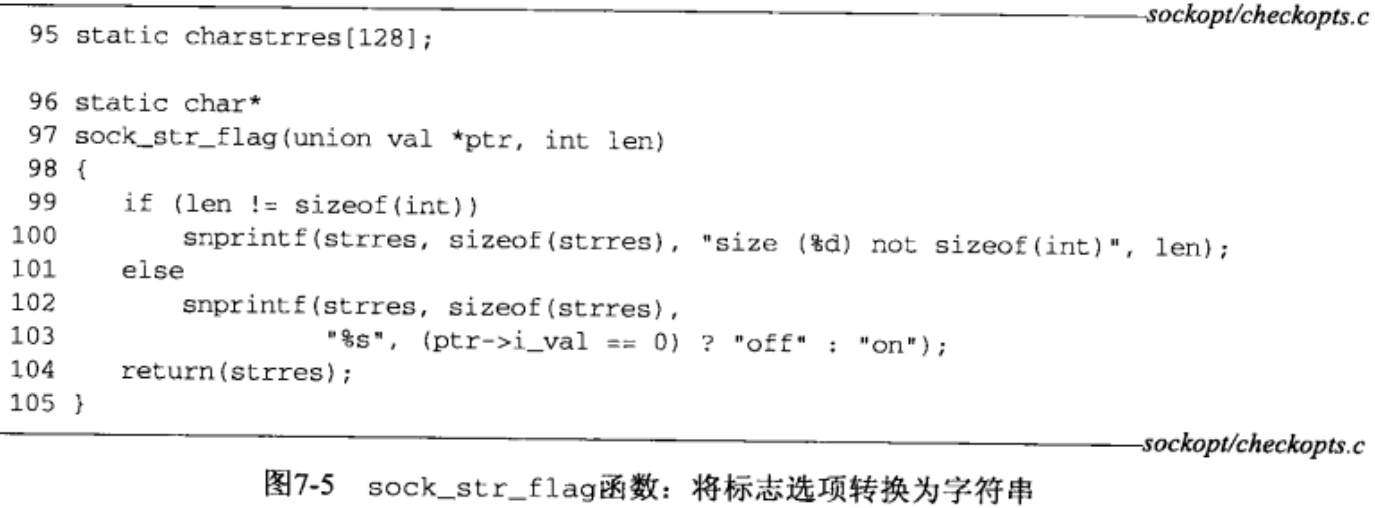 sockopt/checkopts.c
95 static charstrres[128];
96 static char*
97 sock_str_flag(union val *ptr, int len)
98 {
99     if (len != sizeof(int))
100         snprintf(strres, sizeof(strres), "size (%d) not sizeof(int)", len);
101     else
102         snprintf(strres, sizeof(strres),
103                 "%s", (ptr->i_val == 0) ? "off" : "on");
104     return(strres);
105 }
sockopt/checkopts.c
图7-5 sock_str_flag函数：将标志选项转换为字符串